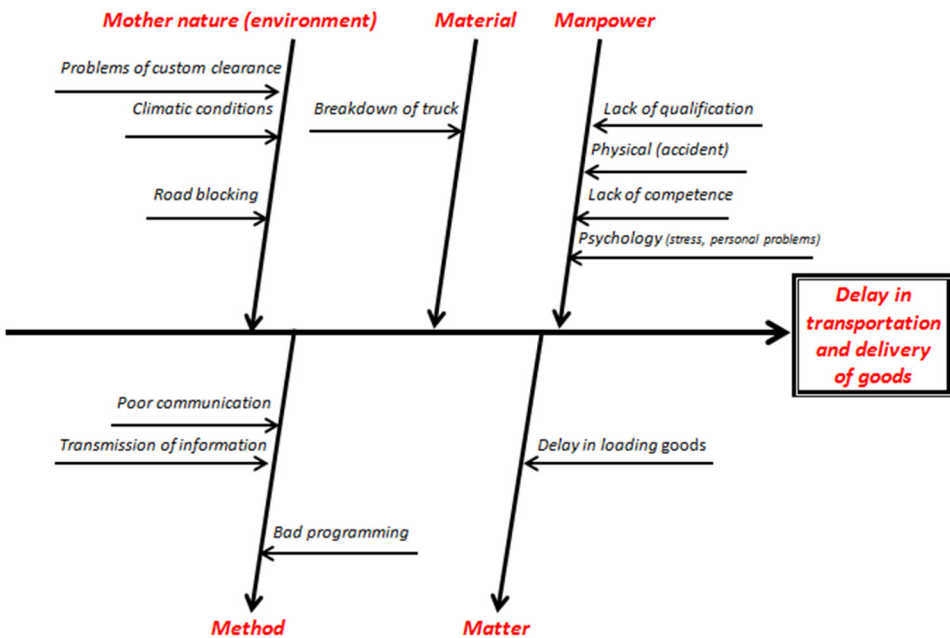 Mother nature (environment)
Material
Manpower
Problems of custom clearance
Climatic conditions
Road blocking
Breakdown of truck
Lack of qualification
Physical (accident)
Lack of competence
Psychology (stress, personal problems)
Delay in
transportation
and delivery
of goods
Poor communication
Transmission of information
Bad programming
Delay in loading goods
Method
Matter